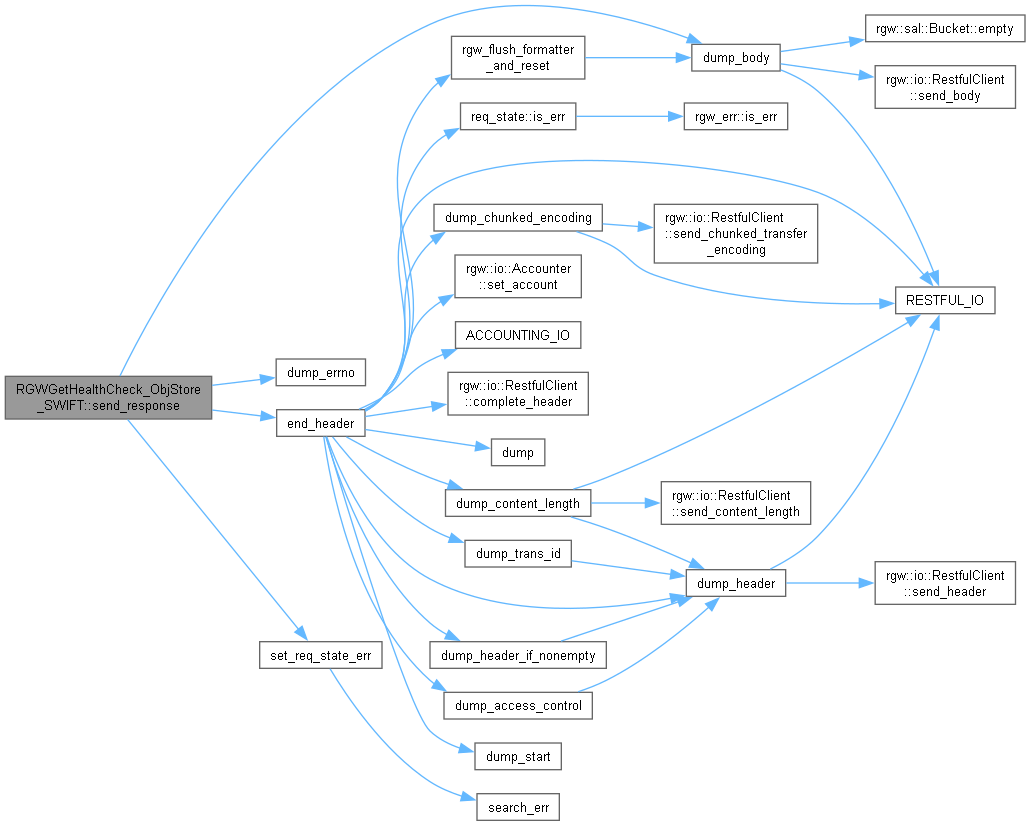 RGWGetHealthCheck_ObjStore
_SWIFT::send_response
dump_errno
end_header
set_req_state_err
rgw_flush_formatter
_and_reset
req_state::is_err
dump_chunked_encoding
rgw::io::Accounter
::set_account
ACCOUNTING_IO
rgw::io::RestfulClient
::complete_header
dump
dump_content_length
dump_trans_id
dump_header_if_nonempty
dump_access_control
dump_start
search_err
dump_body
rgw_err::is_err
rgw::io::RestfulClient
::send_chunked_transfer
_encoding
rgw::io::RestfulClient
::send_content_length
dump_header
rgw::sal::Bucket::empty
rgw::io::RestfulClient
::send_body
RESTFUL_IO
rgw::io::RestfulClient
::send_header